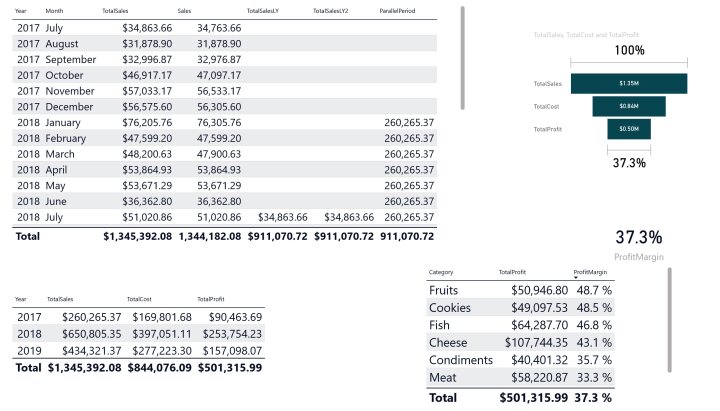 Year Month TotalSales Sales TotalSalesLY TotalSalesLY2 ParallelPeriod
2017 July $34,863.66 34,763.66
2017 August $31,878.90 31,878.90
2017 September $32,996.87 32,976.87
2017 October $46,917.17 47,097.17
2017 November $57,033.17 56,533.17
2017 December $56,575.60 56,305.60
2018 January $76,205.76 76,305.76 260,265.37
2018 February $47,599.20 47,599.20 260,265.37
2018 March $48,200.63 47,900.63 260,265.37
2018 April $53,864.93 53,864.93 260,265.37
2018 May $53,671.29 53,671.29 260,265.37
2018 June $36,362.80 36,362.80 260,265.37
2018 July $51,020.86 51,020.86 $34,863.66 $34,863.66 260,265.37
Total $1,345,392.08 1,344,182.08 $911,070.72 $911,070.72 911,070.72
TotalSales, TotalCost and TotalProfit
100%
TotalSales $1.35M
TotalCost $0.84M
TotalProfit $0.50M
37.3%
37.3%
ProfitMargin
Year TotalSales TotalCost TotalProfit
2017 $260,265.37 $169,801.68 $90,463.69
2018 $650,805.35 $397,051.11 $253,754.23
2019 $434,321.37 $277,223.30 $157,098.07
Total $1,345,392.08 $844,076.09 $501,315.99
Category TotalProfit ProfitMargin
Fruits $50,946.80 48.7 %
Cookies $49,097.53 48.5 %
Fish $64,287.70 46.8 %
Cheese $107,744.35 43.1 %
Condiments $40,401.32 35.7 %
Meat $58,220.87 33.3 %
Total $501,315.99 37.3 %